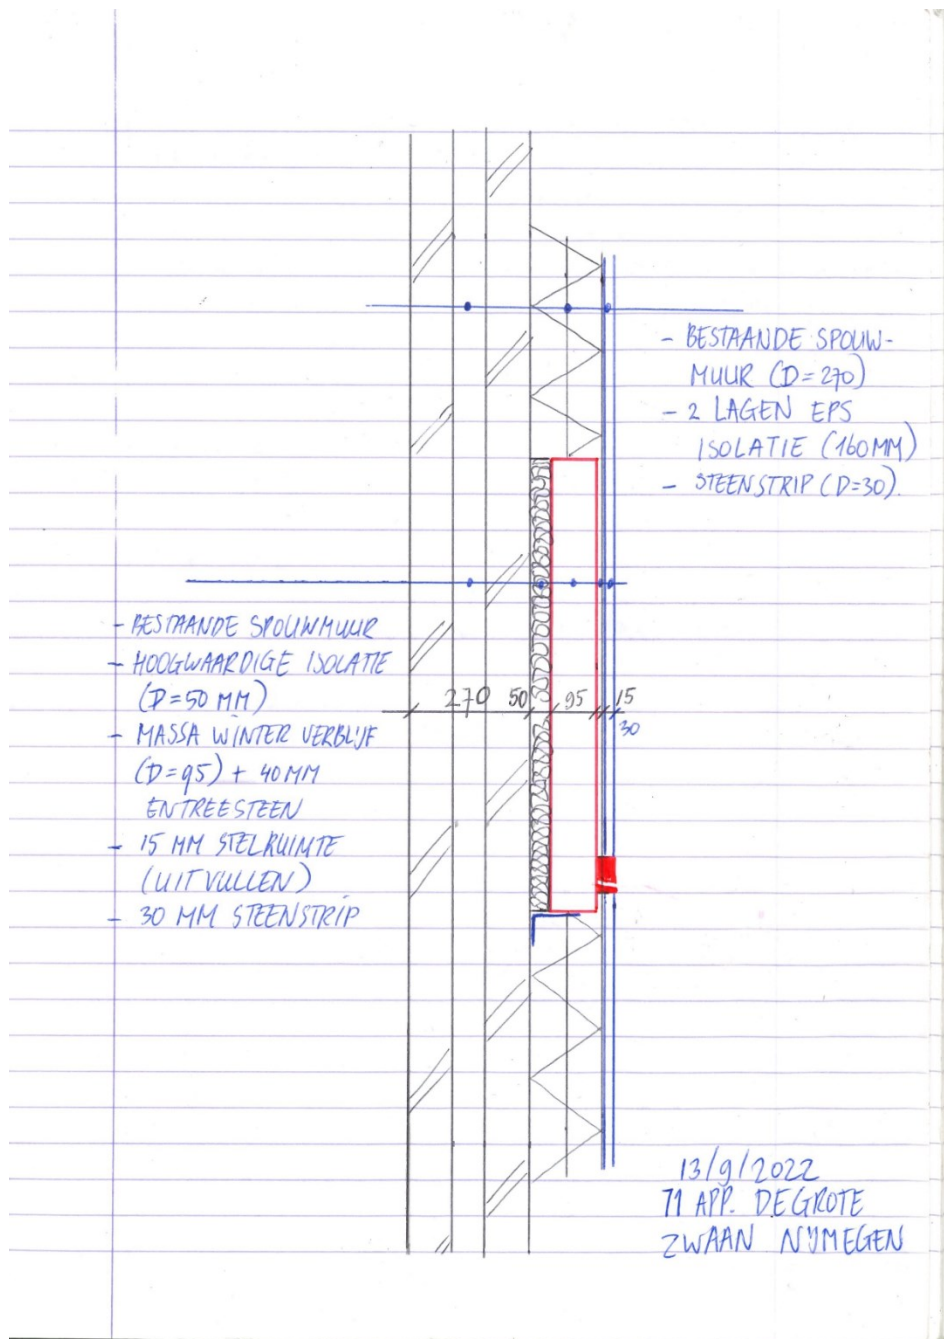 - BESTAANDE SPOUW-
MUUR (D=270)
- 2 LAGEN EPS
ISOLATIE (160MM)
- STEENSTRIP (D=30).
- BESTAANDE SPOUWMUUR
- HOOGWAARDIGE ISOLATIE
(D=50 MM)
- MASSA WINTER VERBLIJF
(D=95) + 40MM
ENTREESTEEN
- 15 MM STELRUIMTE
(UITVULLEN)
- 30 MM STEENSTRIP
270 50 95 15
30
13/9/2022
71 APP. DE GROTE
ZWAAN NIJMEGEN